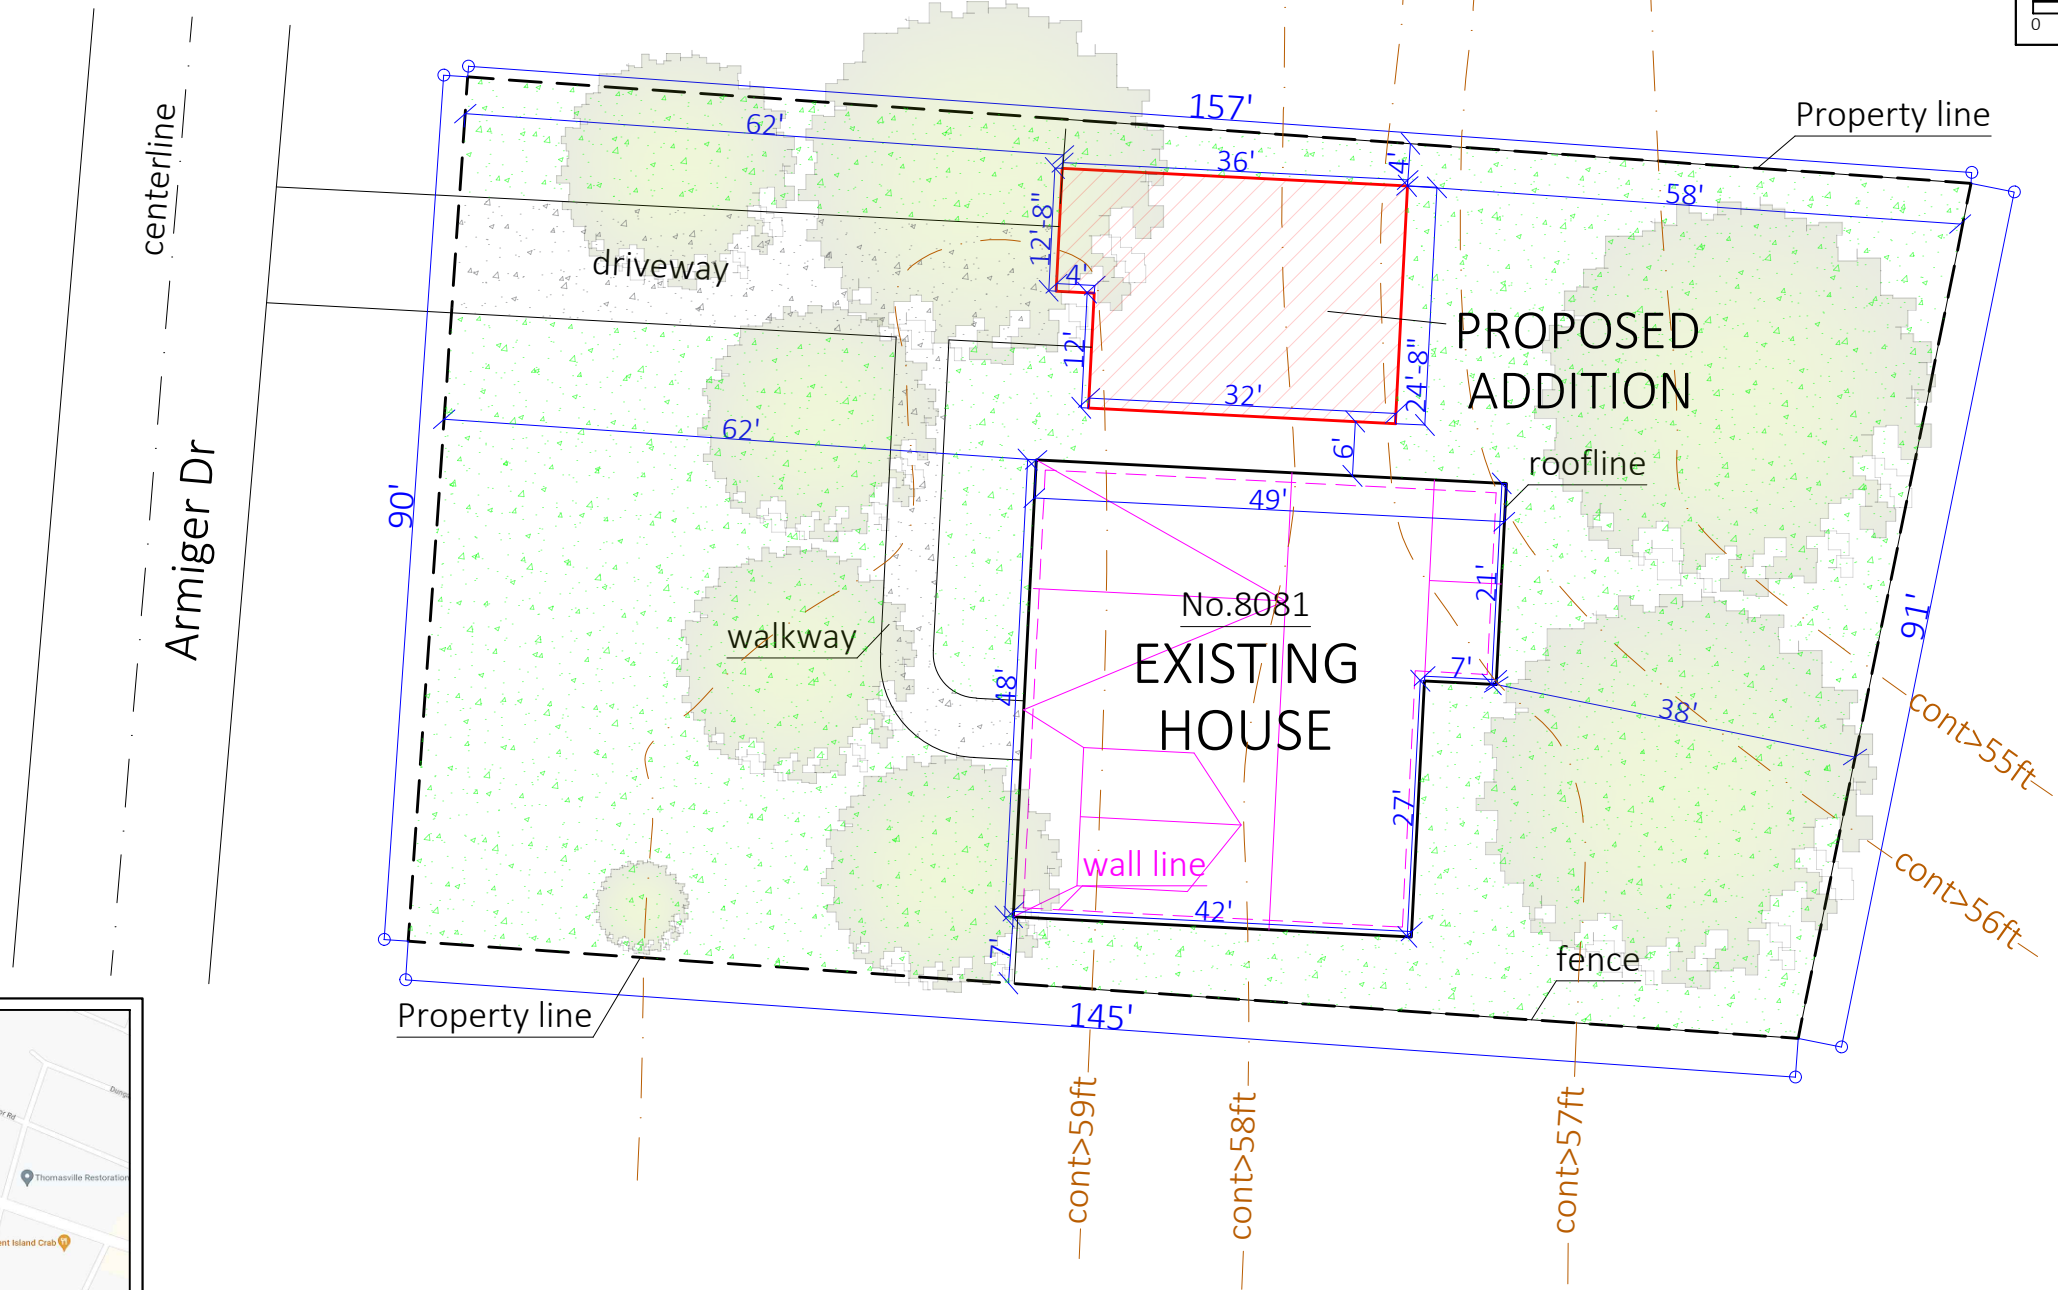 0
157'
Property line
centerline
62'
36'
4'
58'
12'-8"
driveway
4'
PROPOSED
ADDITION
12'
24'-8"
32'
62'
6'
roofline
Armiger Dr
90'
49'
21'
No.8081
EXISTING
HOUSE
91'
walkway
48'
7'
38'
cont>55ft
27'
wall line
42'
cont>56ft
7'
fence
Property line
145'
cont>59ft
cont>58ft
cont>57ft
Thomasville Restoration
ent Island Crab